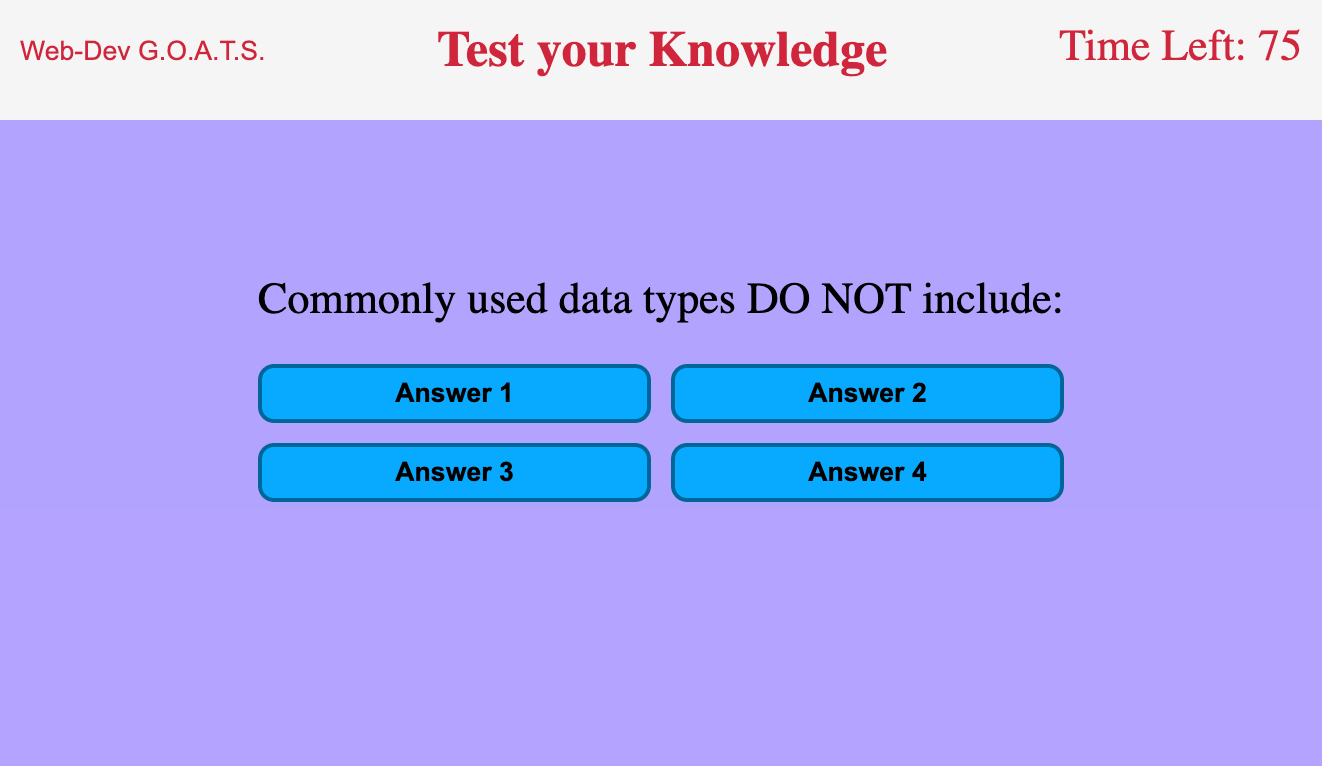 Web-Dev G.O.A.T.S.
Test your Knowledge
Time Left: 75
Commonly used data types DO NOT include:
Answer 1
Answer 2
Answer 3
Answer 4